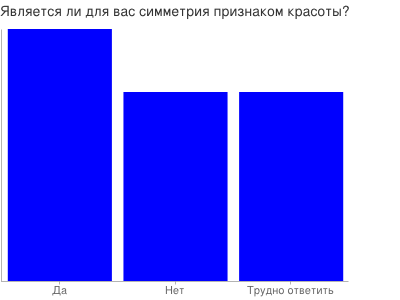 Является ли для вас симметрия признаком красоты?
Да
Нет
Трудно ответить